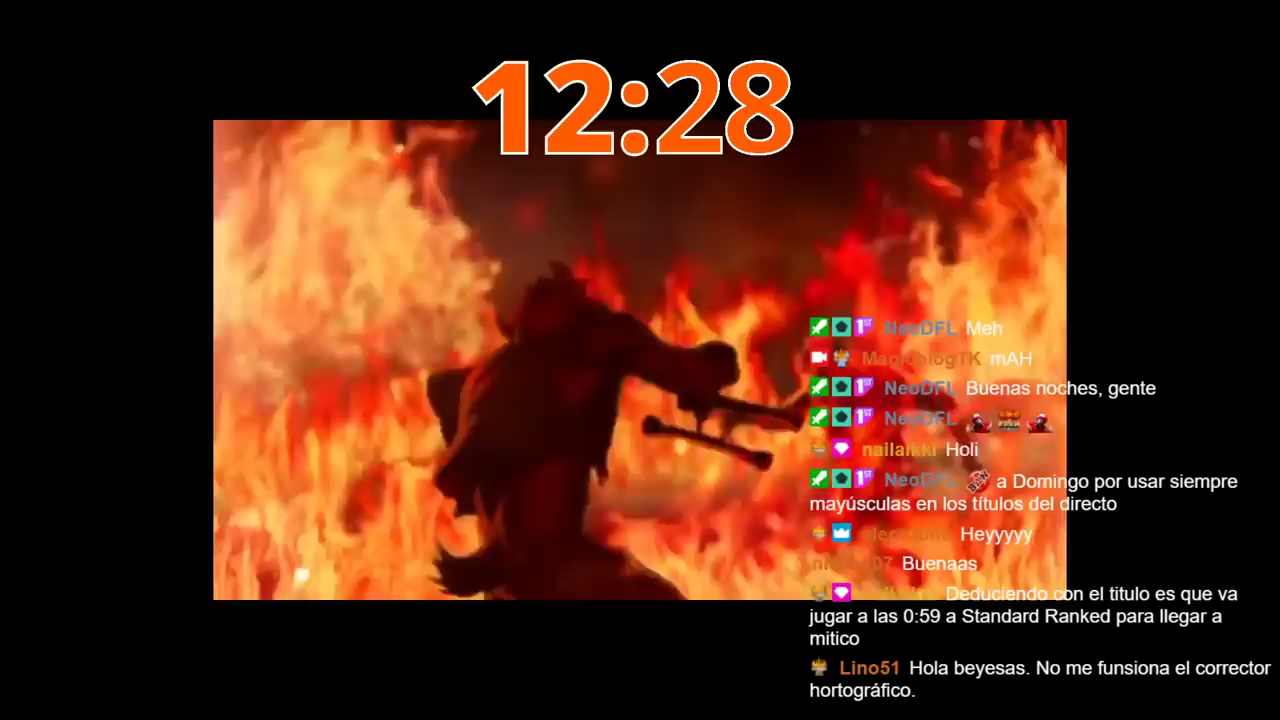 12:28
NeoDFL Meh
mAH
NeoDFL Buenas noches, gente
NeoDFL
nailaikki Holi
NeoDFL a Domingo por usar siempre
mayúsculas en los títulos del directo
Heyyyyy
Buenaas
Deduciendo con el titulo es que va
jugar a las 0:59 a Standard Ranked para llegar a
mitico
Lino51 Hola beyesas. No me funsiona el corrector
hortográfico.